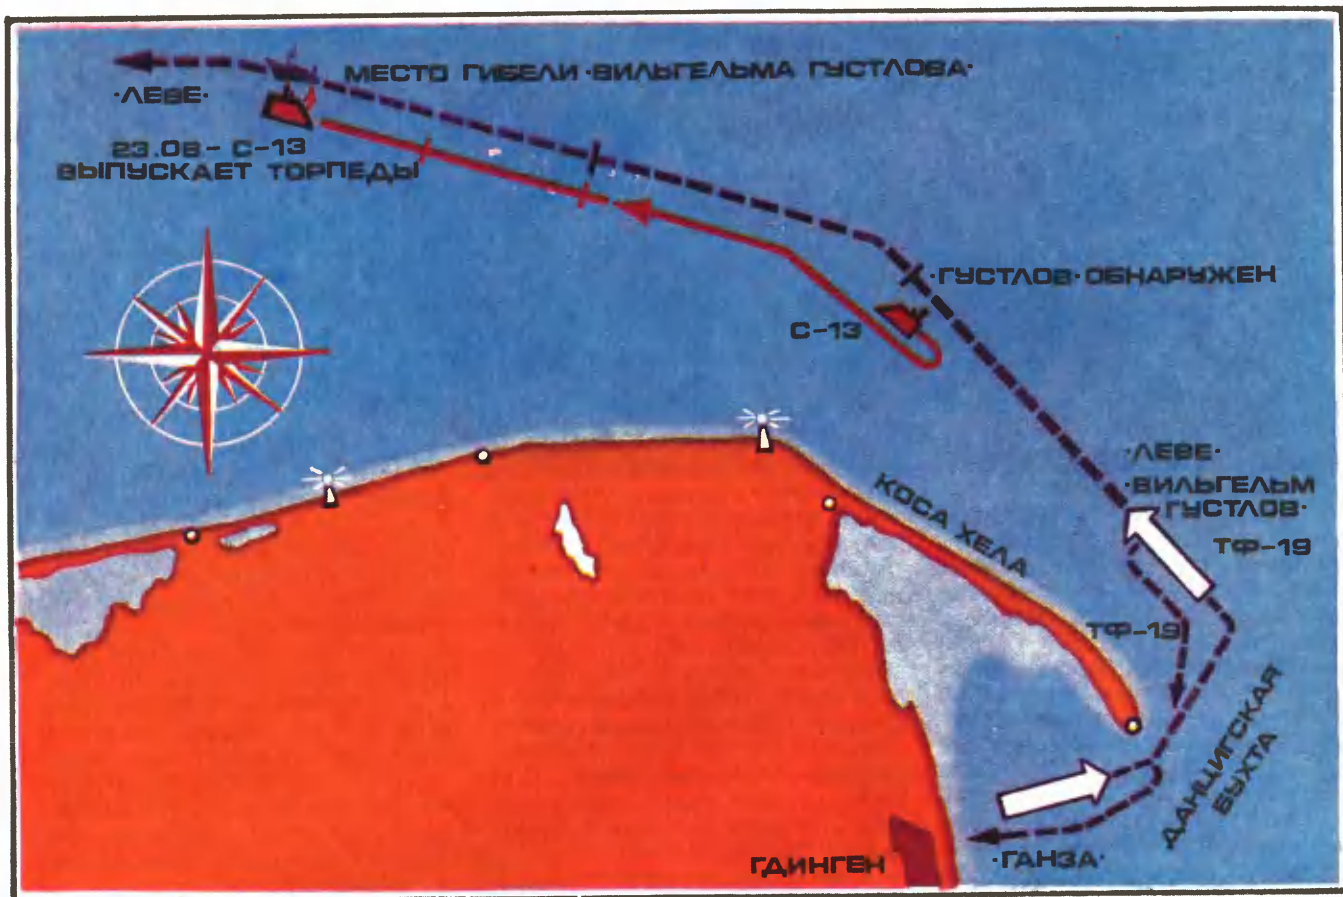 МЕСТО ГИБЕЛИ ·ВИЛЬГЕЛЬМА ГУСТЛОВА·
·ЛЕВЕ·
23.08 – С–13
ВЫПУСКАЕТ ТОРПЕДЫ
·ГУСТЛОВ· ОБНАРУЖЕН
С–13
·ЛЕВЕ·
·ВИЛЬГЕЛЬМ
ГУСТЛОВ·
ТФ–19
КОСА ХЕЛА
ТФ–19
ДАНЦИГСКАЯ
БУХТА
·ГАНЗА·
ГДИНГЕН